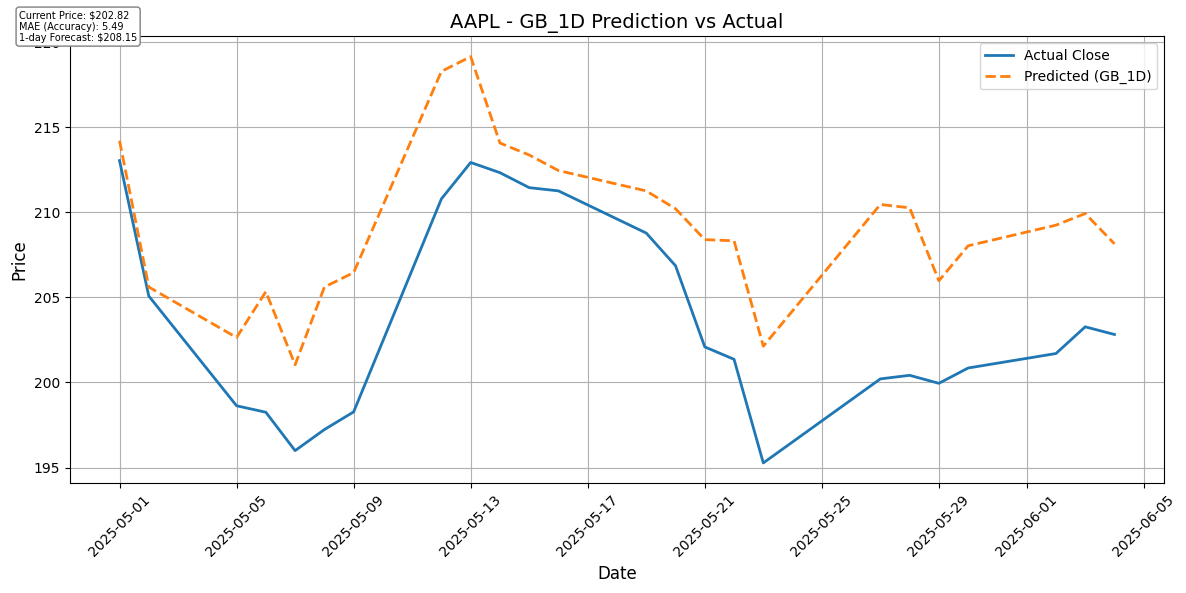 Current Price: $202.82
MAE (Accuracy): 5.49
1-day Forecast: $208.15
AAPL - GB_1D Prediction vs Actual
Actual Close
Predicted (GB_1D)
215
210
205
200
195
Price
2025-05-01
2025-05-05
2025-05-09
2025-05-13
2025-05-17
2025-05-21
2025-05-25
2025-05-29
2025-06-01
2025-06-05
Date